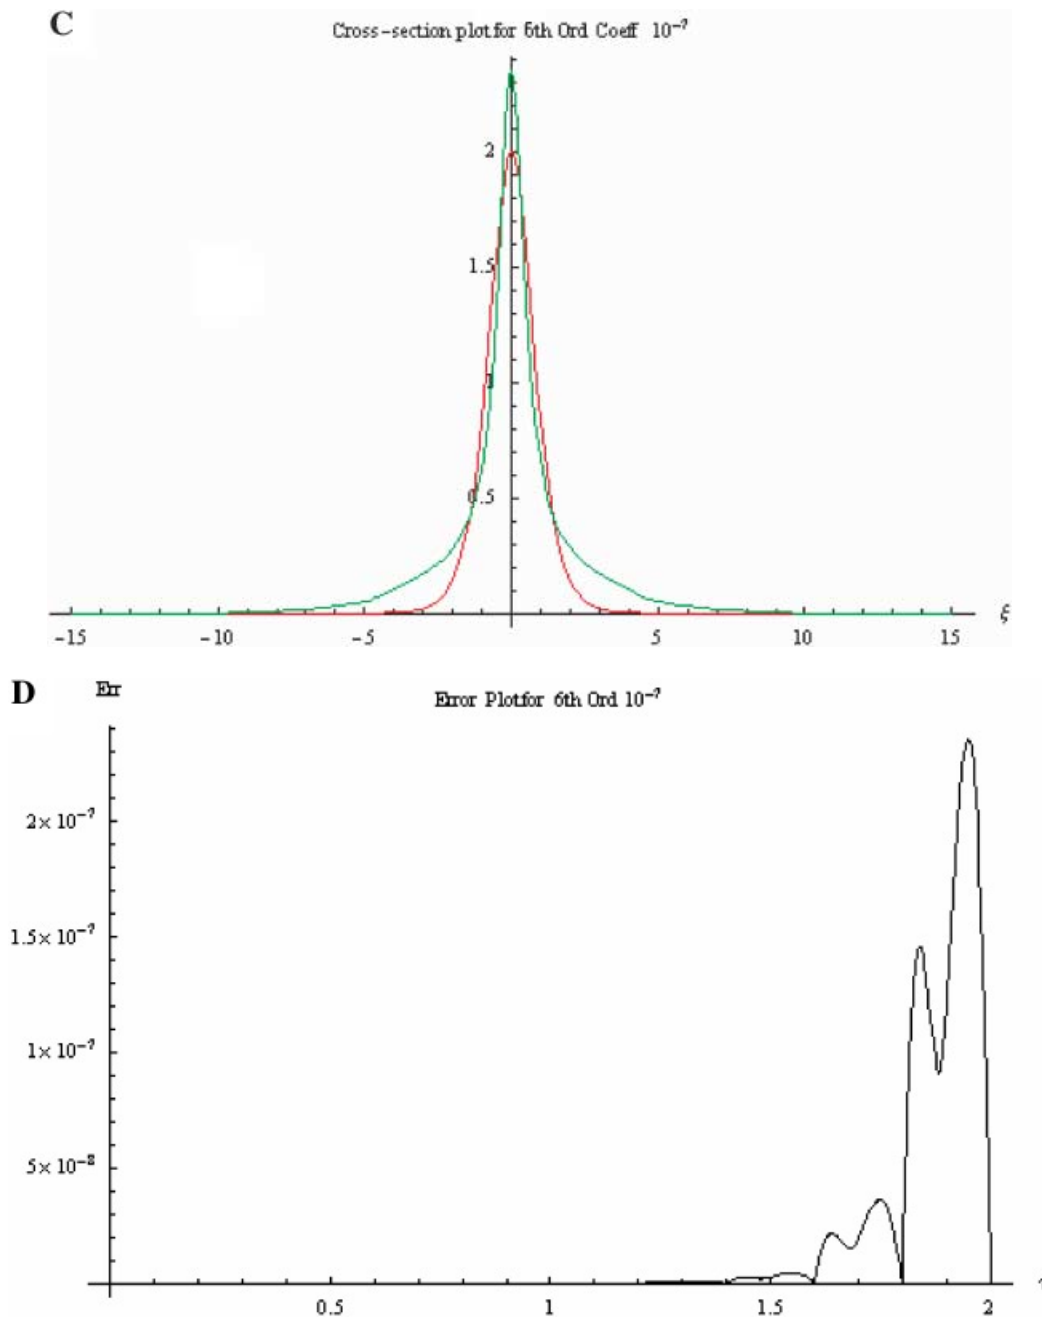 C
Cross-section plot for 6th Ord Coeff 10⁻⁷
2
1.5
1
0.5
-15 -10 -5 5 10 15 ξ
D Err
Error Plot for 6th Ord 10⁻⁷
2×10⁻⁷
1.5×10⁻⁷
1×10⁻⁷
5×10⁻⁸
0.5 1 1.5 2